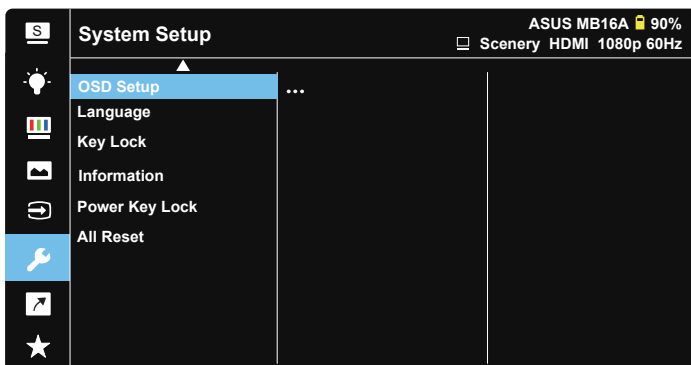 S
System Setup
ASUS MB16A 90%
Scenery HDMI 1080p 60Hz
OSD Setup ...
Language
Key Lock
Information
Power Key Lock
All Reset